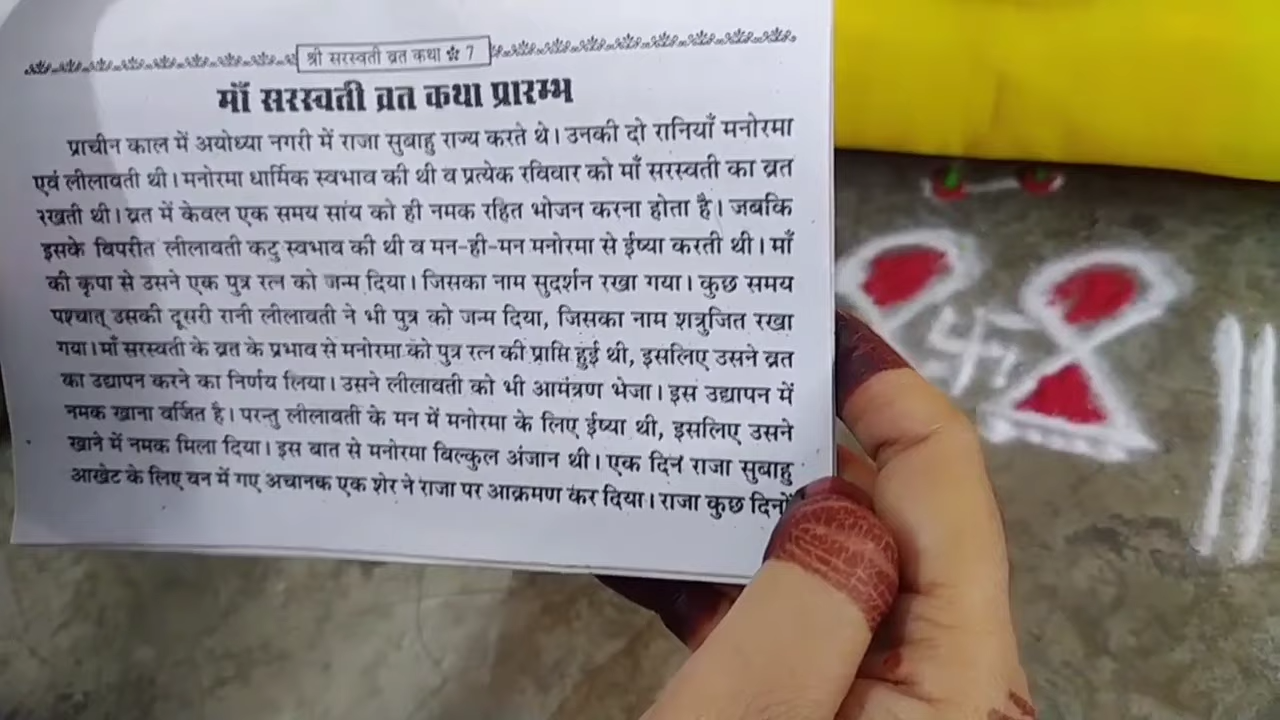 श्री सरस्वती व्रत कथा ✽ 7
माँ सरस्वती व्रत कथा प्रारम्भ
प्राचीन काल में अयोध्या नगरी में राजा सुबाहु राज्य करते थे। उनकी दो रानियाँ मनोरमा
एवं लीलावती थी। मनोरमा धार्मिक स्वभाव की थी व प्रत्येक रविवार को माँ सरस्वती का व्रत
रखती थी। व्रत में केवल एक समय सांय को ही नमक रहित भोजन करना होता है। जबकि
इसके विपरीत लीलावती कटु स्वभाव की थी व मन-ही-मन मनोरमा से ईष्या करती थी। माँ
की कृपा से उसने एक पुत्र रत्न को जन्म दिया। जिसका नाम सुदर्शन रखा गया। कुछ समय
पश्चात् उसकी दूसरी रानी लीलावती ने भी पुत्र को जन्म दिया, जिसका नाम शत्रुजित रखा
गया। माँ सरस्वती के व्रत के प्रभाव से मनोरमा को पुत्र रत्न की प्राप्ति हुई थी, इसलिए उसने व्रत
का उद्यापन करने का निर्णय लिया। उसने लीलावती को भी आमंत्रण भेजा। इस उद्यापन में
नमक खाना वर्जित है। परन्तु लीलावती के मन में मनोरमा के लिए ईष्या थी, इसलिए उसने
खाने में नमक मिला दिया। इस बात से मनोरमा बिल्कुल अंजान थी। एक दिन राजा सुबाहु
आखेट के लिए वन में गए अचानक एक शेर ने राजा पर आक्रमण कर दिया। राजा कुछ दिनों